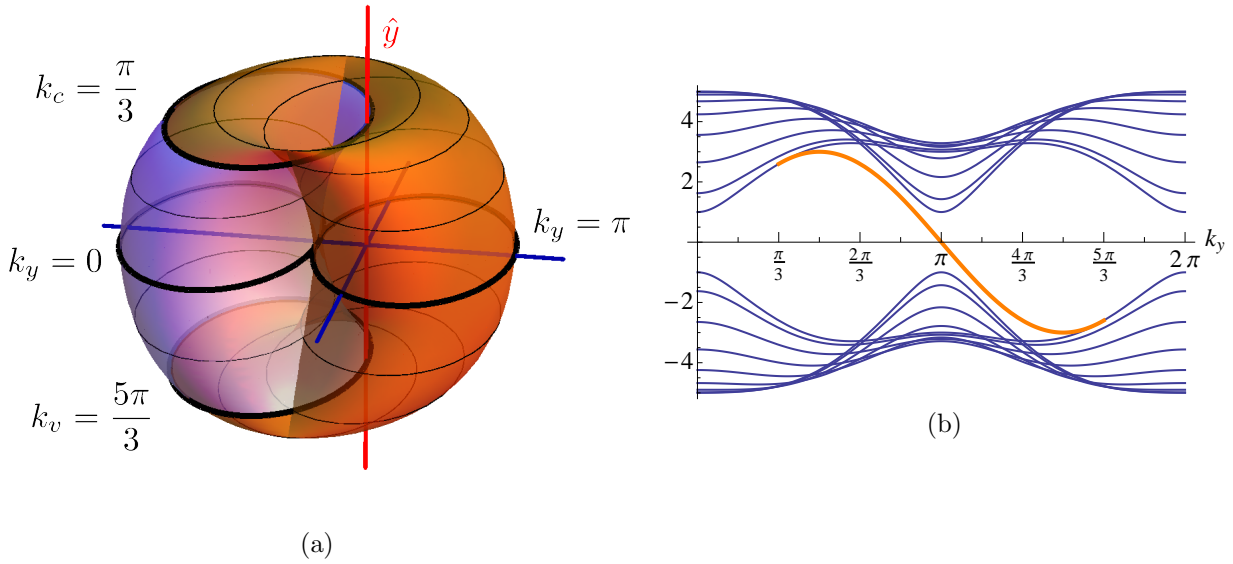 ŷ
k_c = π/3
k_y = π
k_y = 0
k_v = 5π/3
(a)
4
2
−2
−4
π/3
2π/3
π
4π/3
5π/3
2π
k_y
(b)